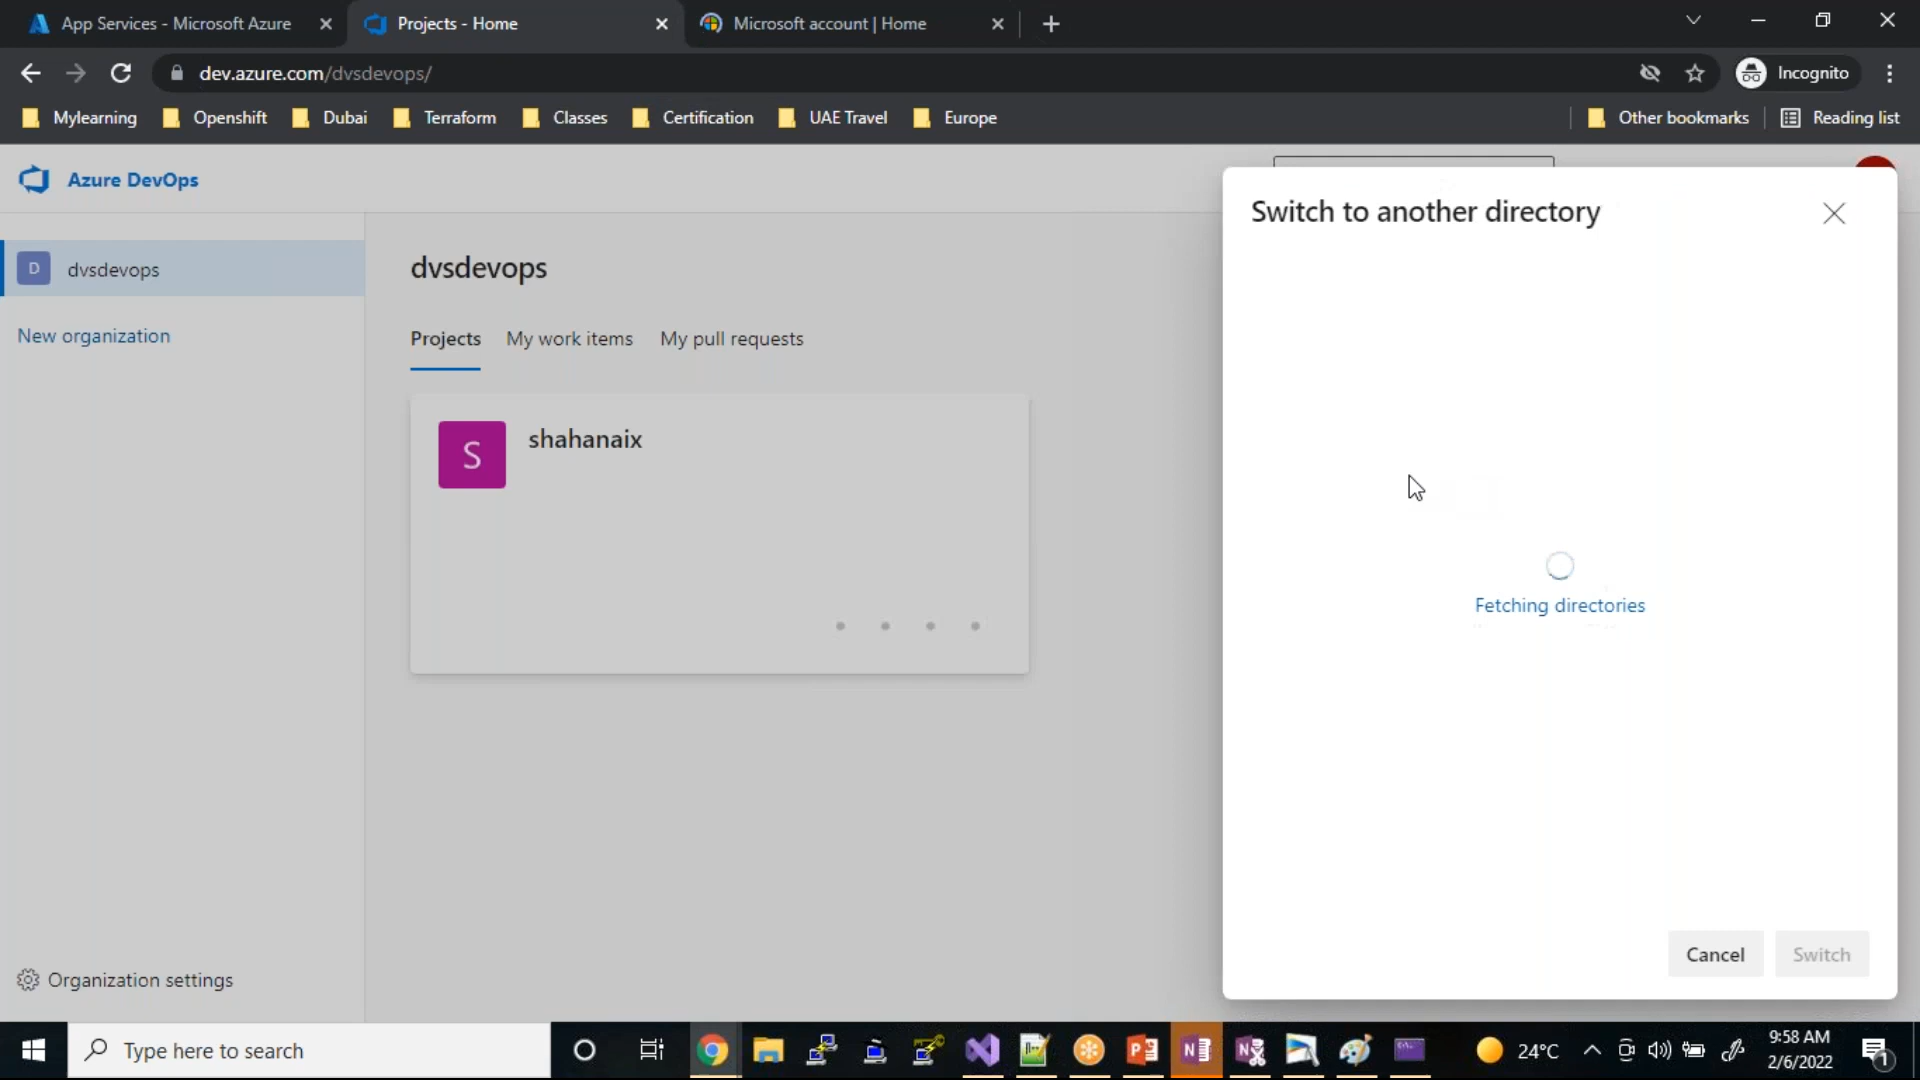 App Services - Microsoft Azure
Projects - Home
Microsoft account | Home
dev.azure.com/dvsdevops/
Incognito
Mylearning
Openshift
Dubai
Terraform
Classes
Certification
UAE Travel
Europe
Other bookmarks
Reading list
Azure DevOps
D
dvsdevops
New organization
Organization settings
dvsdevops
Projects
My work items
My pull requests
S
shahanaix
Switch to another directory
Fetching directories
Cancel
Switch
Type here to search
24°C
9:58 AM
2/6/2022
1